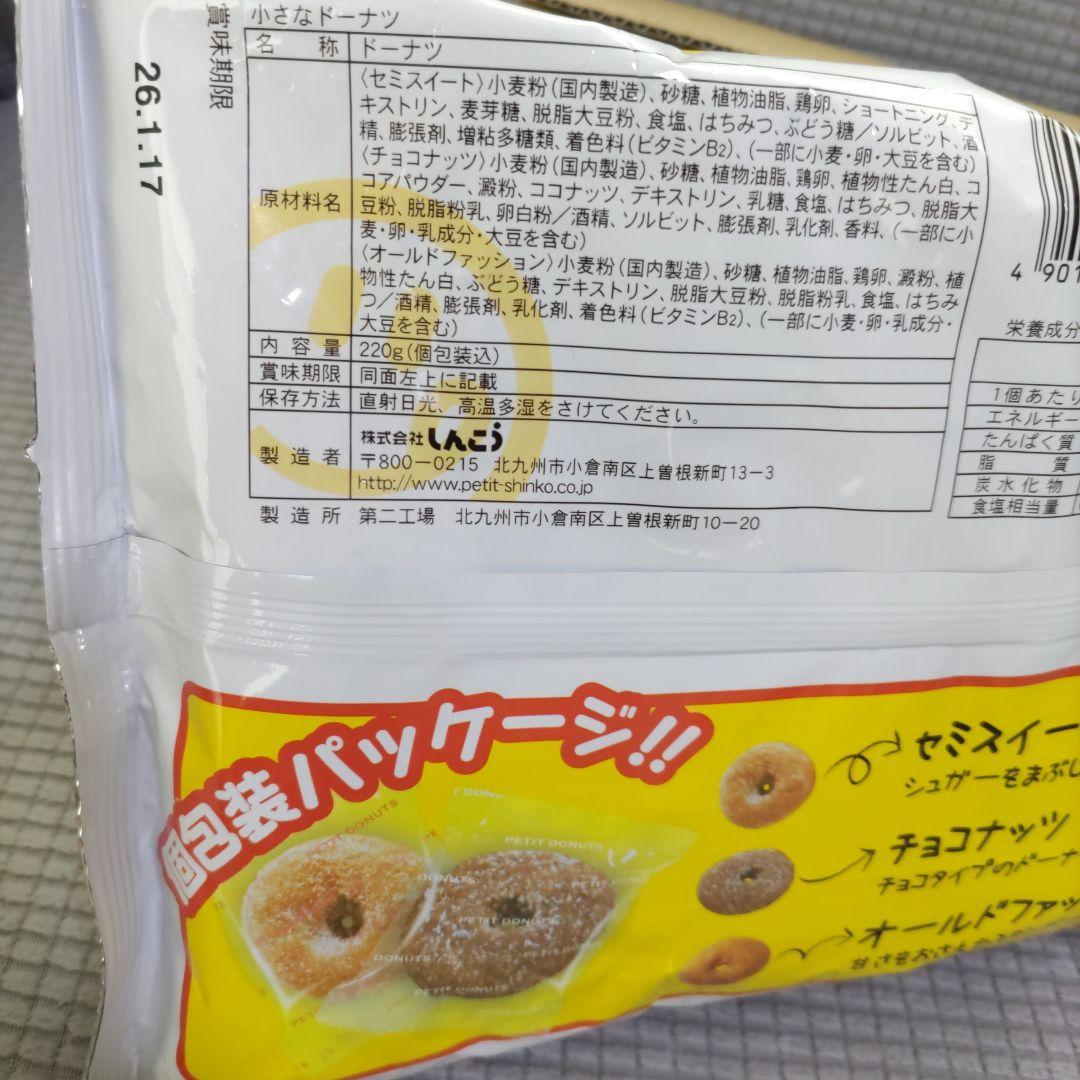 小さなドーナツ
賞味期限
26.1.17
名 称 ドーナツ
原材料名
〈セミスイート〉小麦粉(国内製造)、砂糖、植物油脂、鶏卵、ショートニング、デ
キストリン、麦芽糖、脱脂大豆粉、食塩、はちみつ、ぶどう糖／ソルビット、酒
精、膨張剤、増粘多糖類、着色料(ビタミンB2)、(一部に小麦・卵・大豆を含む)
〈チョコナッツ〉小麦粉(国内製造)、砂糖、植物油脂、鶏卵、植物性たん白、コ
コアパウダー、澱粉、ココナッツ、デキストリン、乳糖、食塩、はちみつ、脱脂大
豆粉、脱脂粉乳、卵白粉／酒精、ソルビット、膨張剤、乳化剤、香料、(一部に小
麦・卵・乳成分・大豆を含む)
〈オールドファッション〉小麦粉(国内製造)、砂糖、植物油脂、鶏卵、澱粉、植
物性たん白、ぶどう糖、デキストリン、脱脂大豆粉、脱脂粉乳、食塩、はちみ
つ／酒精、膨張剤、乳化剤、着色料(ビタミンB2)、(一部に小麦・卵・乳成分・
大豆を含む)
内容量 220g(個包装込)
賞味期限 同面左上に記載
保存方法 直射日光、高温多湿をさけてください。
製造者 株式会社しんこう
〒800-0215 北九州市小倉南区上曽根新町13-3
http://www.petit-shinko.co.jp
製造所 第二工場 北九州市小倉南区上曽根新町10-20
4 901
栄養成分
1個あたり
エネルギー
たんぱく質
脂 質
炭水化物
食塩相当量
個包装パッケージ!!
セミスイー
シュガーをまぶし
チョコナッツ
チョコタイプのドーナ
オールドファッ
PETIT DONUTS
DONUTS
PETIT DONUTS
DONUTS
PETIT DONUTS